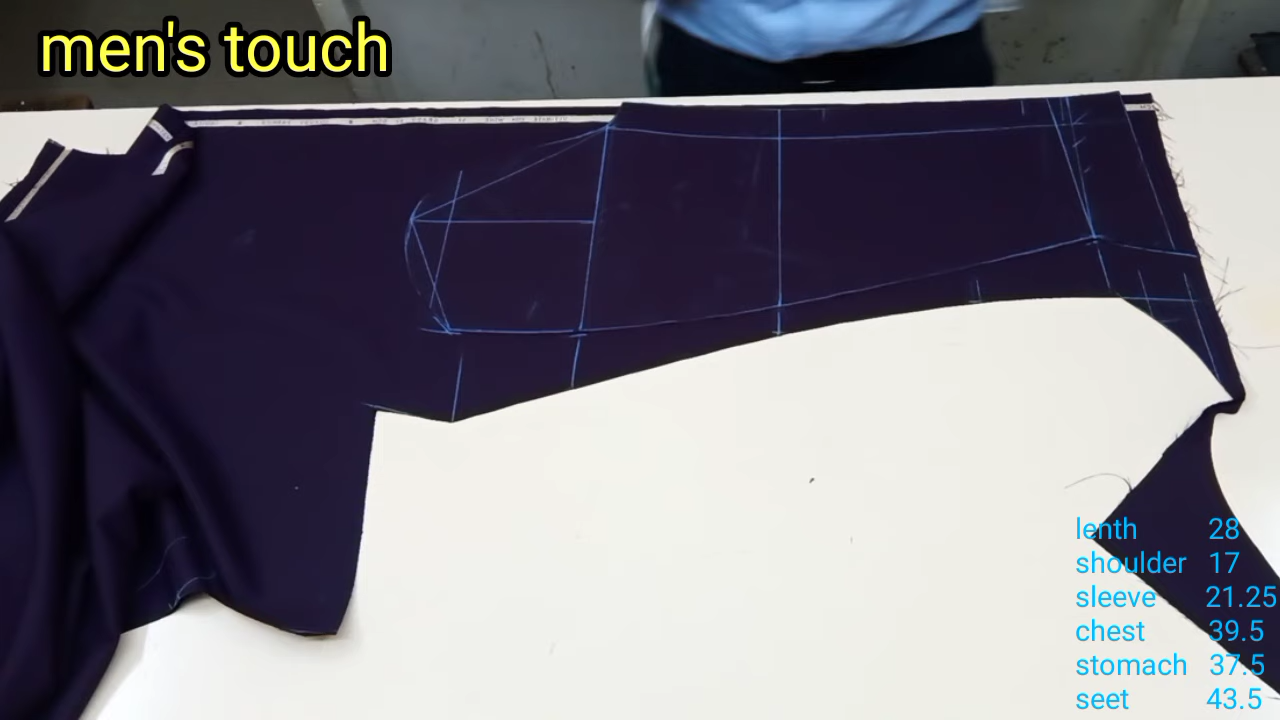 men's touch
lenth 28
shoulder 17
sleeve 21.25
chest 39.5
stomach 37.5
seet 43.5